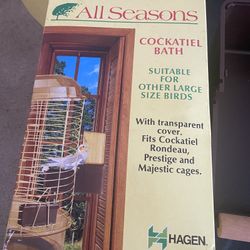 All Seasons
COCKATIEL
BATH
SUITABLE
FOR
OTHER LARGE
SIZE BIRDS
With transparent
cover.
Fits Cockatiel
Rondeau,
Prestige and
Majestic cages.
HAGEN